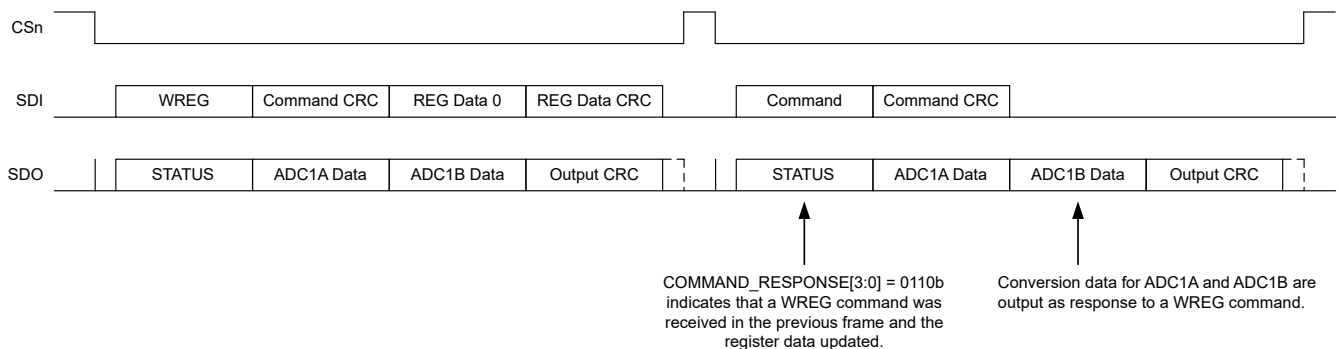 CSn
SDI
WREG
Command CRC
REG Data 0
REG Data CRC
Command
Command CRC
SDO
STATUS
ADC1A Data
ADC1B Data
Output CRC
STATUS
ADC1A Data
ADC1B Data
Output CRC
COMMAND_RESPONSE[3:0] = 0110b
indicates that a WREG command was
received in the previous frame and the
register data updated.
Conversion data for ADC1A and ADC1B are
output as response to a WREG command.